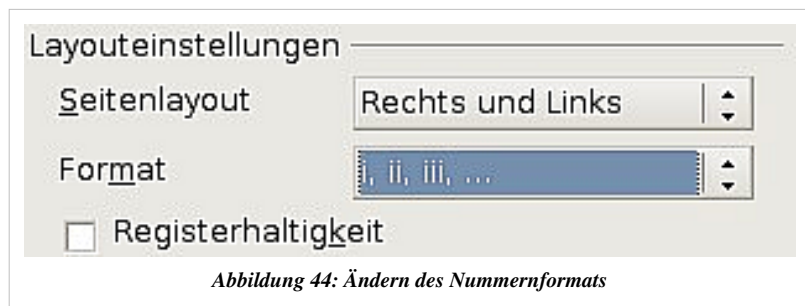 Layouteinstellungen
Seitenlayout Rechts und Links
Format i, ii, iii, ...
Registerhaltigkeit
Abbildung 44: Ändern des Nummernformats